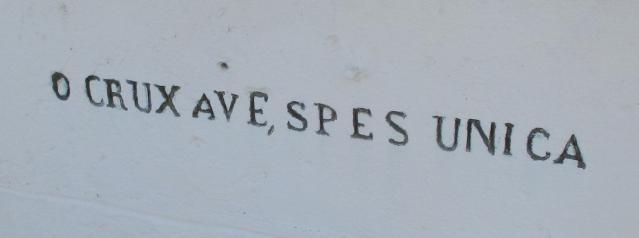 O CRUX AVE, SPES UNICA